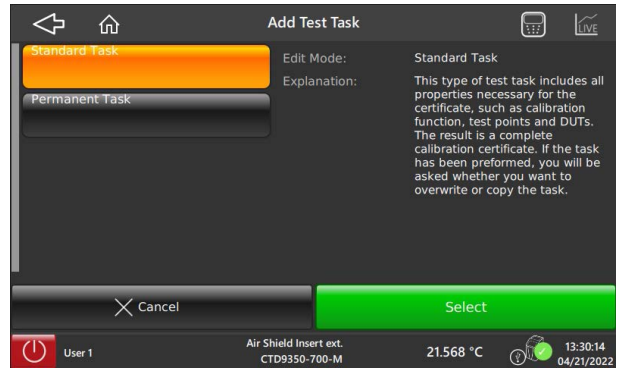 Add Test Task
LIVE
Standard Task
Permanent Task
Edit Mode:
Standard Task
Explanation:
This type of test task includes all
properties necessary for the
certificate, such as calibration
function, test points and DUTs.
The result is a complete
calibration certificate. If the task
has been preformed, you will be
asked whether you want to
overwrite or copy the task.
Cancel
Select
User 1
Air Shield Insert ext.
CTD9350-700-M
21.568 °C
13:30:14
04/21/2022